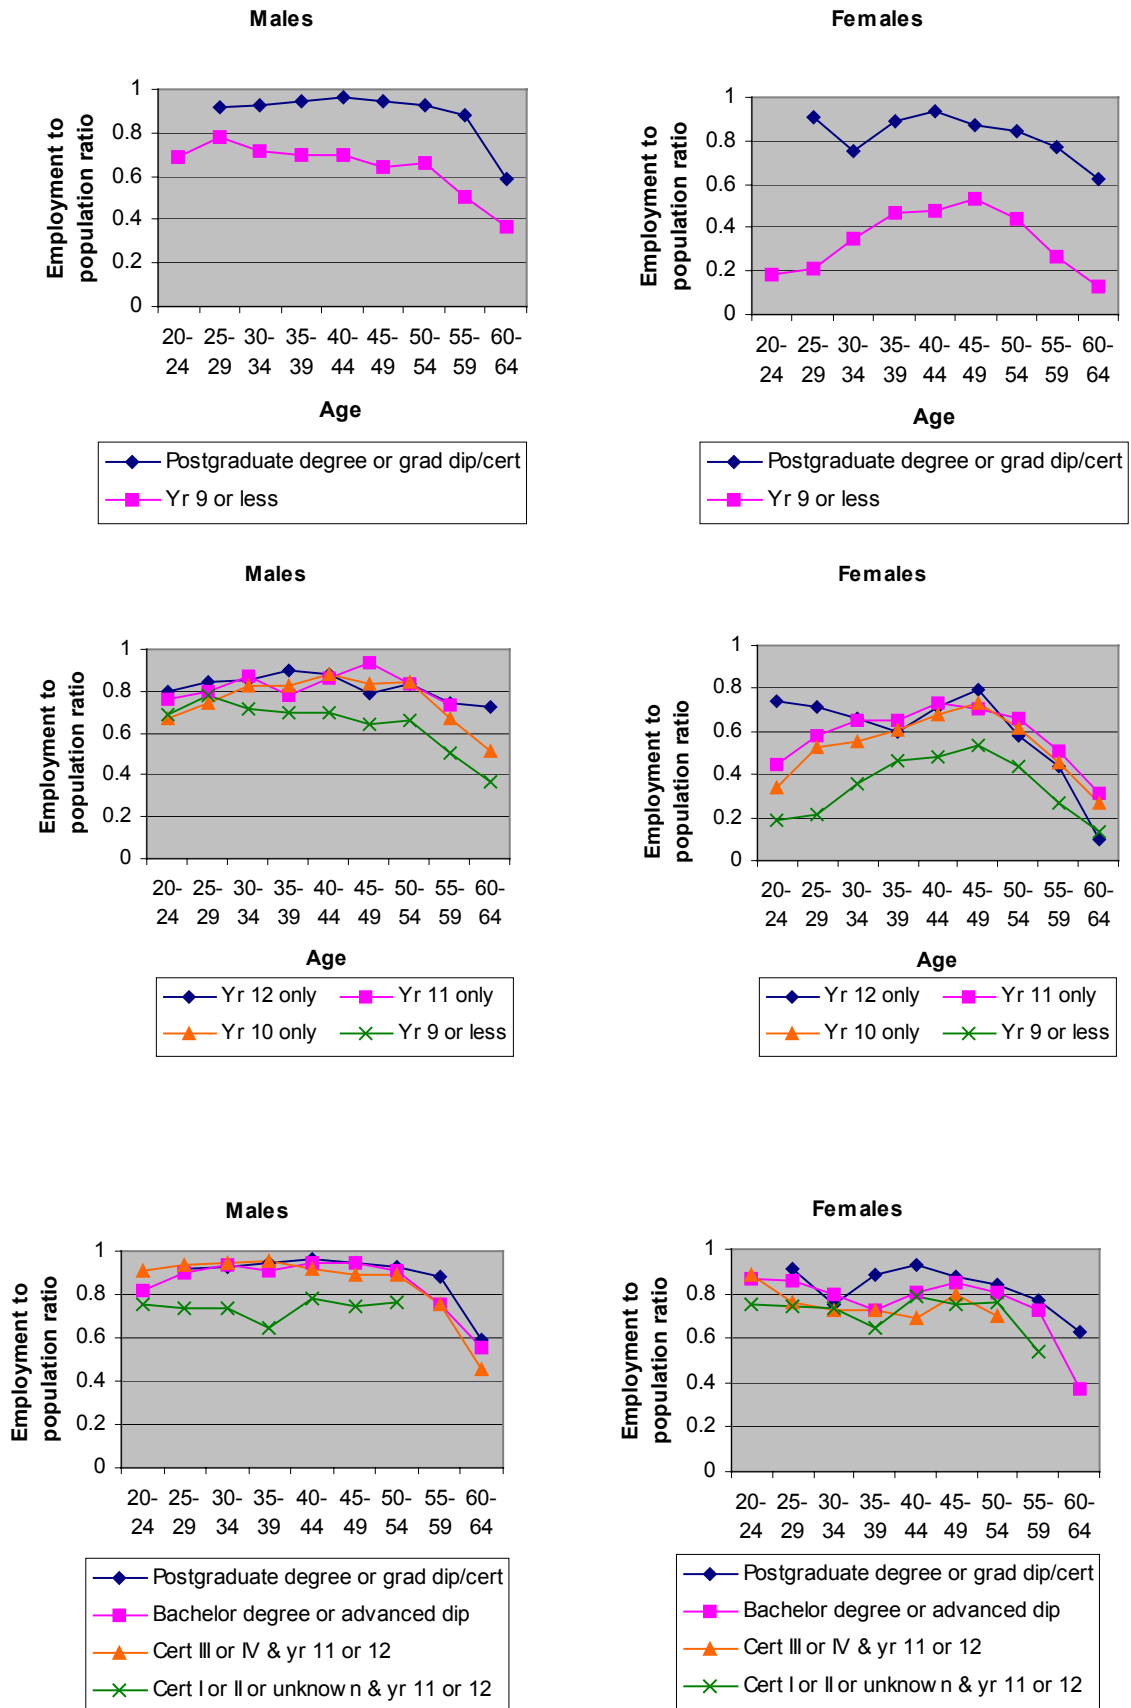 Males
Employment to
population ratio
1
0.8
0.6
0.4
0.2
0
20-24
25-29
30-34
35-39
40-44
45-49
50-54
55-59
60-64
Age
Postgraduate degree or grad dip/cert
Yr 9 or less
Females
Employment to
population ratio
1
0.8
0.6
0.4
0.2
0
20-24
25-29
30-34
35-39
40-44
45-49
50-54
55-59
60-64
Age
Postgraduate degree or grad dip/cert
Yr 9 or less
Males
Employment to
population ratio
1
0.8
0.6
0.4
0.2
0
20-24
25-29
30-34
35-39
40-44
45-49
50-54
55-59
60-64
Age
Yr 12 only
Yr 11 only
Yr 10 only
Yr 9 or less
Females
Employment to
population ratio
1
0.8
0.6
0.4
0.2
0
20-24
25-29
30-34
35-39
40-44
45-49
50-54
55-59
60-64
Age
Yr 12 only
Yr 11 only
Yr 10 only
Yr 9 or less
Males
Employment to
population ratio
1
0.8
0.6
0.4
0.2
0
20-24
25-29
30-34
35-39
40-44
45-49
50-54
55-59
60-64
Postgraduate degree or grad dip/cert
Bachelor degree or advanced dip
Cert III or IV & yr 11 or 12
Cert I or II or unknown & yr 11 or 12
Females
Employment to
population ratio
1
0.8
0.6
0.4
0.2
0
20-24
25-29
30-34
35-39
40-44
45-49
50-54
55-59
60-64
Postgraduate degree or grad dip/cert
Bachelor degree or advanced dip
Cert III or IV & yr 11 or 12
Cert I or II or unknown & yr 11 or 12